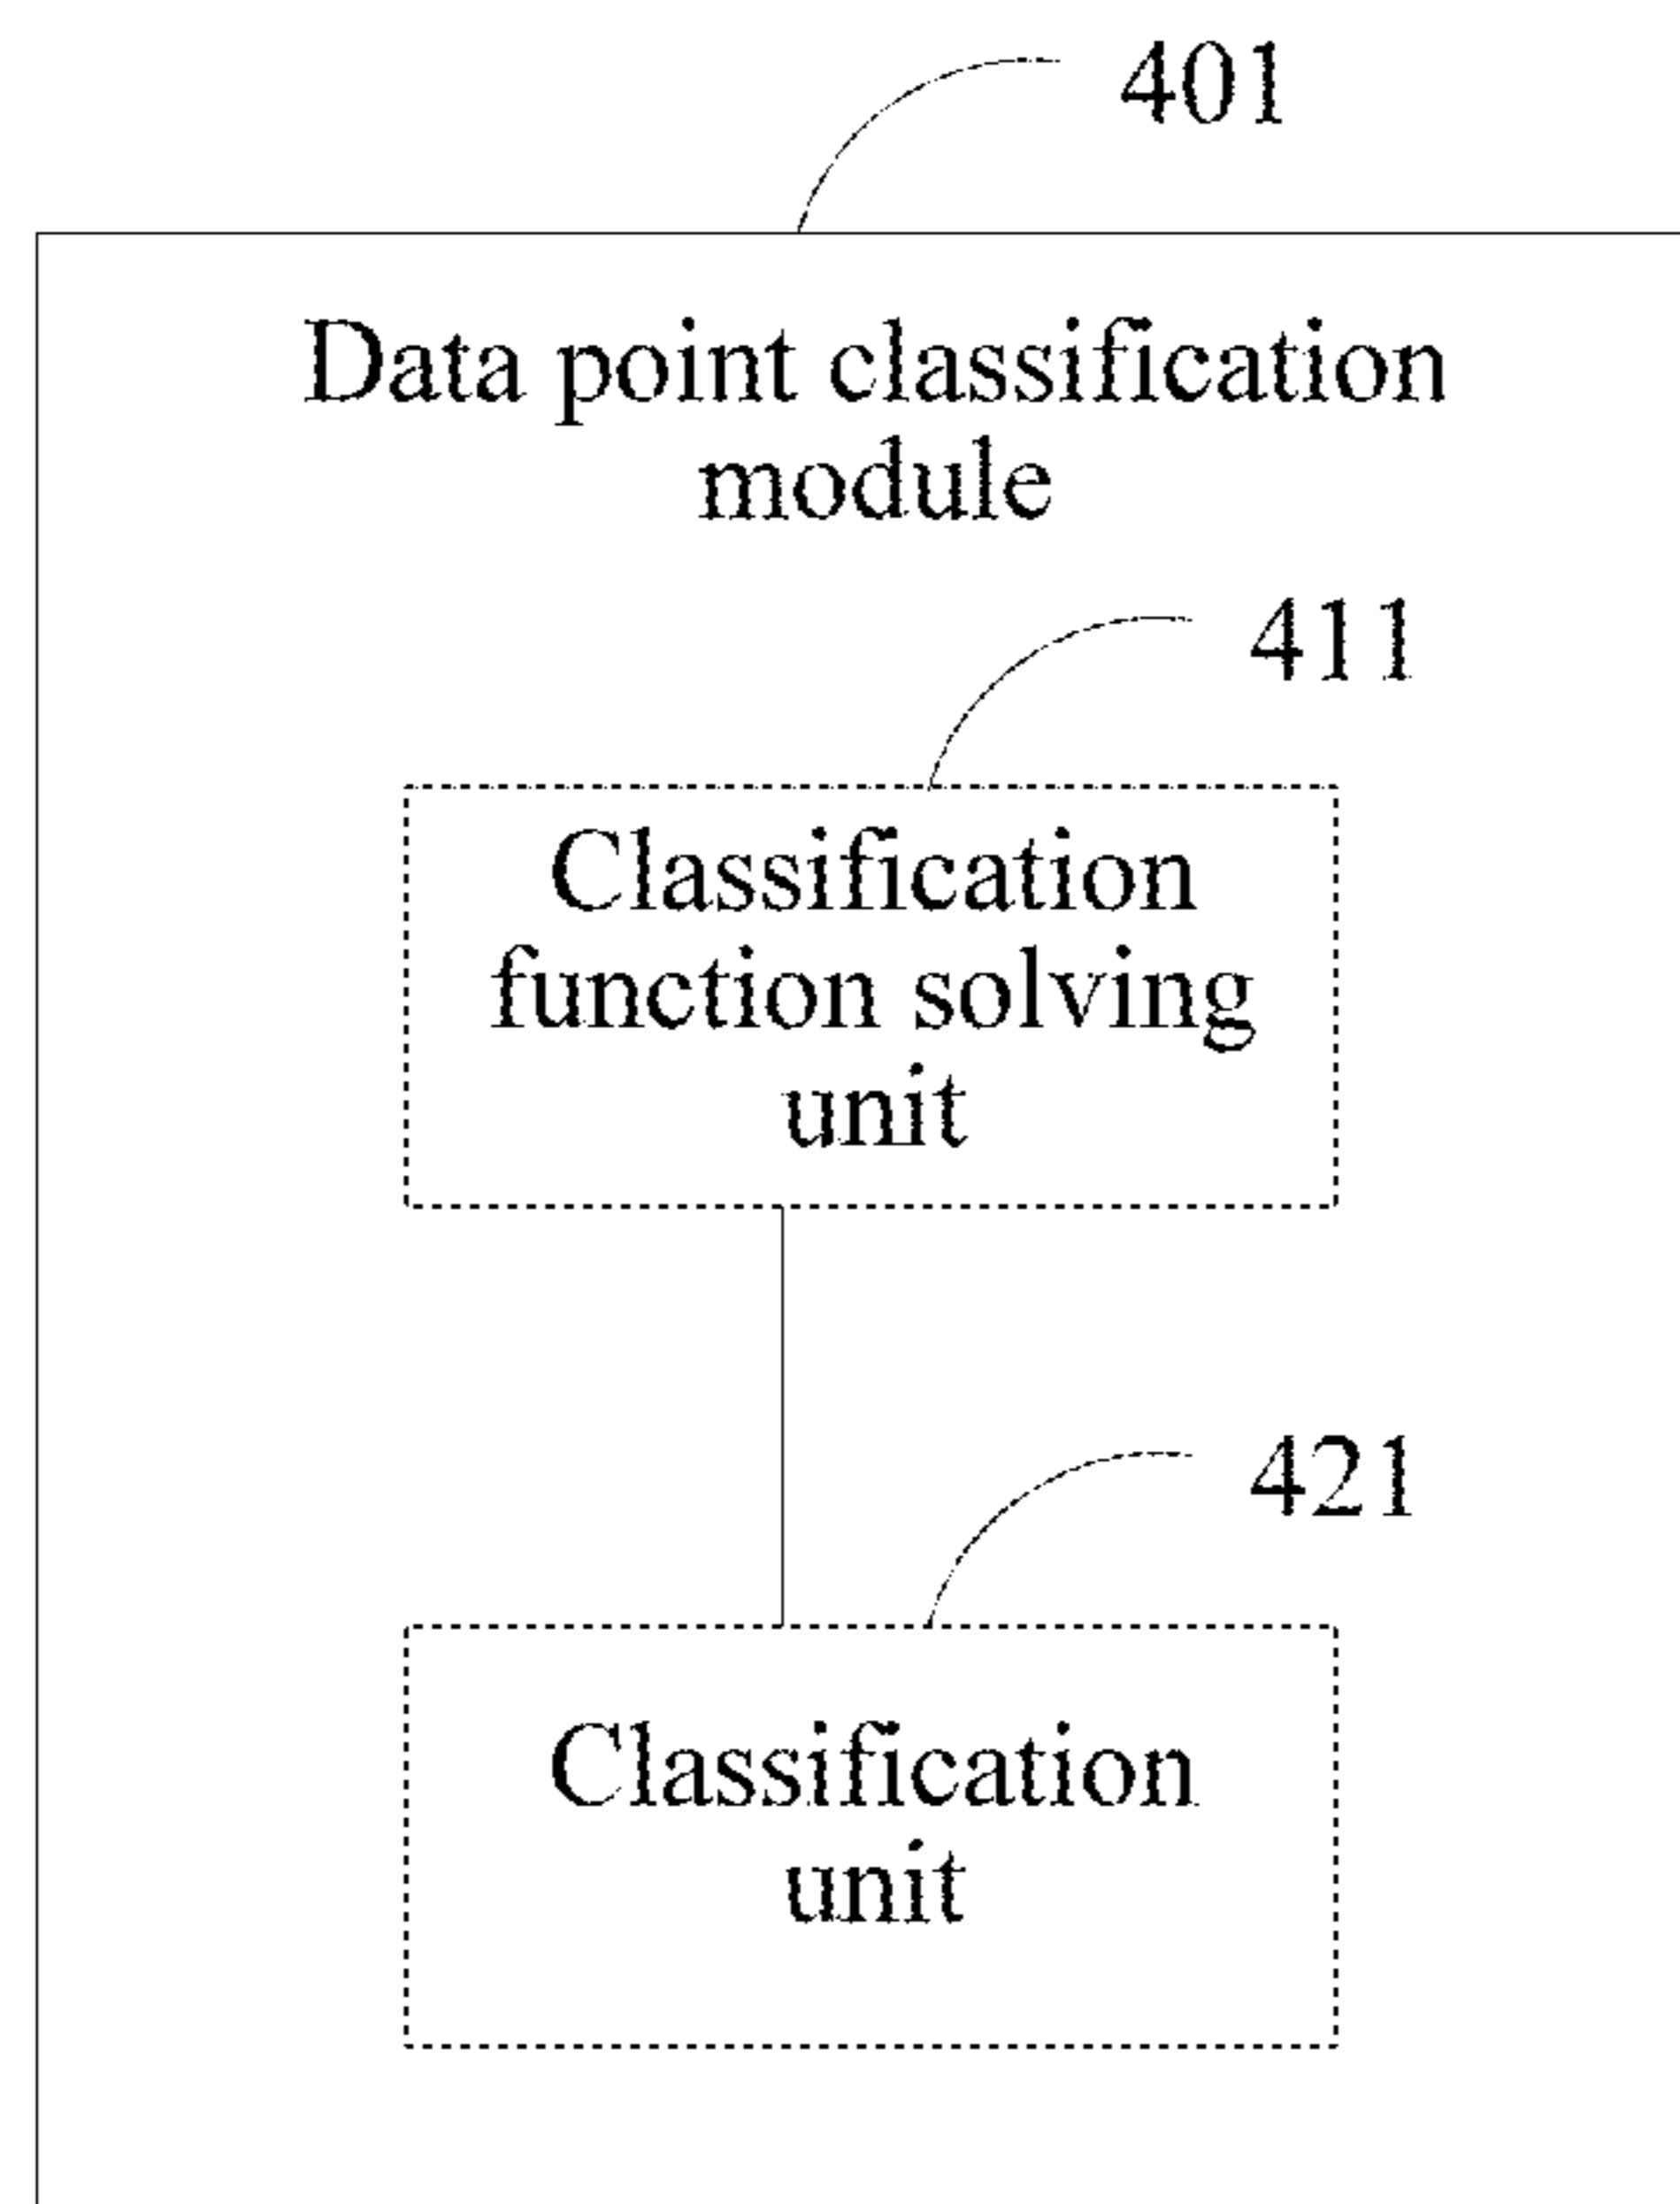 401
Data point classification
module
411
Classification
function solving
unit
421
Classification
unit